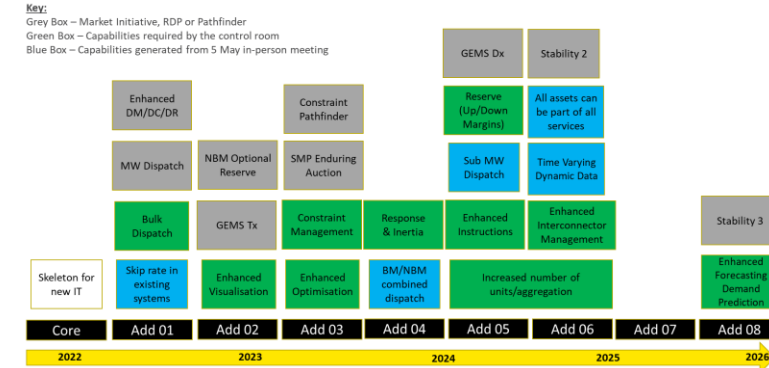 Key:
Grey Box – Market Initiative, RDP or Pathfinder
Green Box – Capabilities required by the control room
Blue Box – Capabilities generated from 5 May in-person meeting
GEMS Dx
Stability 2
Enhanced
DM/DC/DR
Constraint
Pathfinder
Reserve
(Up/Down
Margins)
All assets can
be part of all
services
MW Dispatch
NBM Optional
Reserve
SMP Enduring
Auction
Sub MW
Dispatch
Time Varying
Dynamic Data
Bulk
Dispatch
GEMS Tx
Constraint
Management
Response
& Inertia
Enhanced
Instructions
Enhanced
Interconnector
Management
Stability 3
Skeleton for
new IT
Skip rate in
existing
systems
Enhanced
Visualisation
Enhanced
Optimisation
BM/NBM
combined
dispatch
Increased number of
units/aggregation
Enhanced
Forecasting
Demand
Prediction
Core
Add 01
Add 02
Add 03
Add 04
Add 05
Add 06
Add 07
Add 08
2022
2023
2024
2025
2026